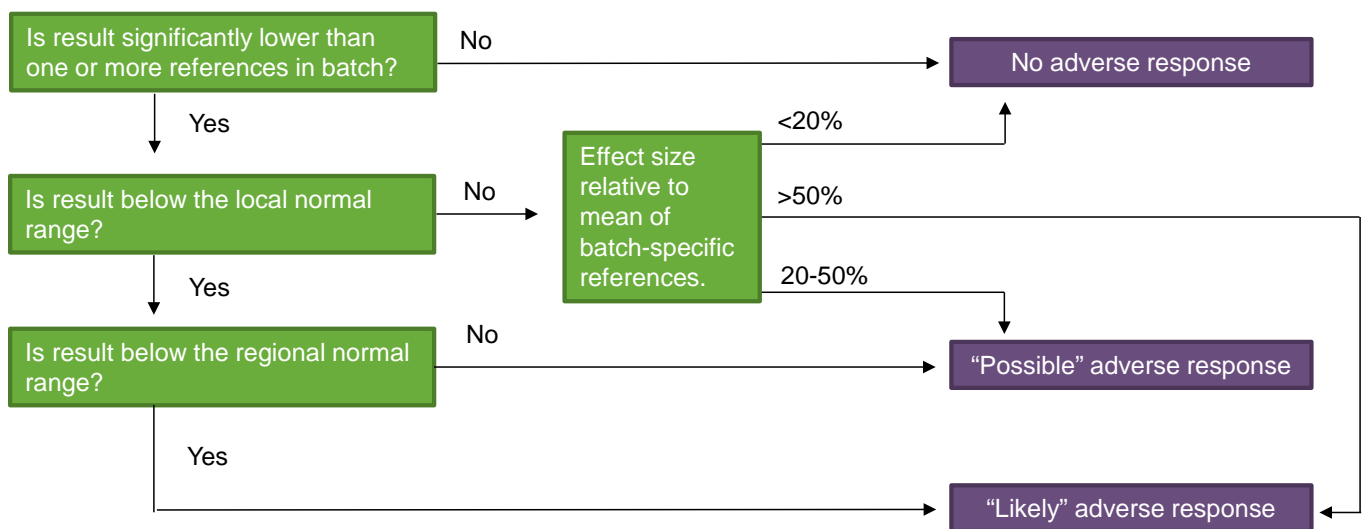 Is result significantly lower than
one or more references in batch?
No
No adverse response
Yes
<20%
Effect size
relative to
mean of
batch-specific
references.
Is result below the local normal
range?
No
>50%
20-50%
Yes
Is result below the regional normal
range?
No
“Possible” adverse response
Yes
“Likely” adverse response